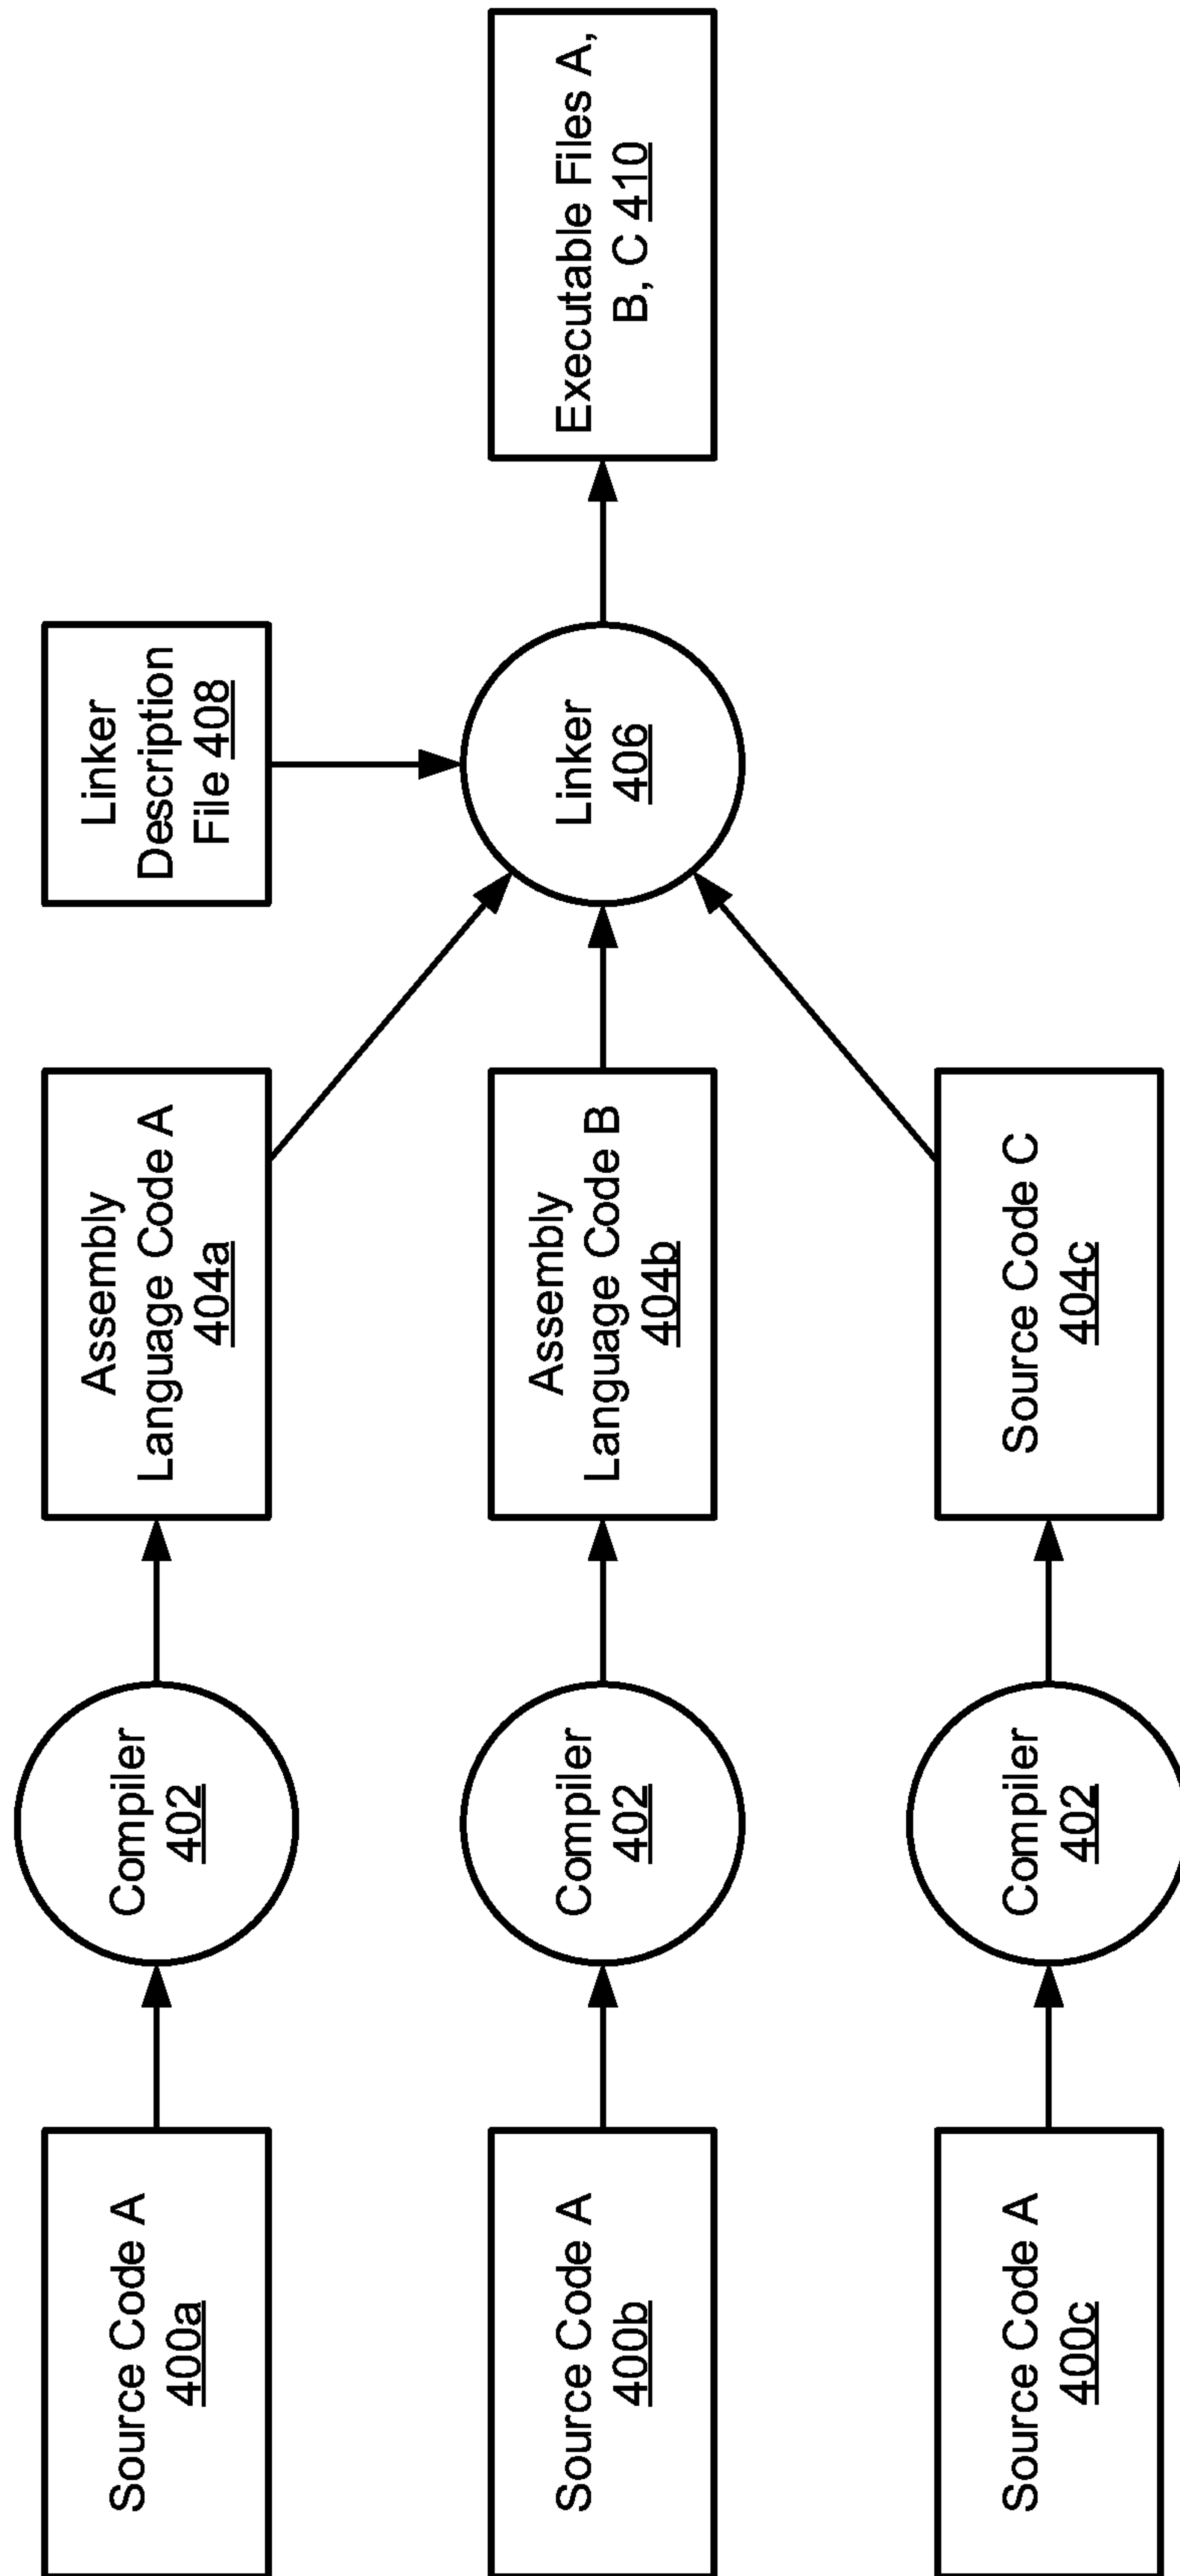 Source Code A
400a
Compiler
402
Assembly
Language Code A
404a
Linker
Description
File 408
Source Code A
400b
Compiler
402
Assembly
Language Code B
404b
Linker
406
Executable Files A,
B, C 410
Source Code A
400c
Compiler
402
Source Code C
404c